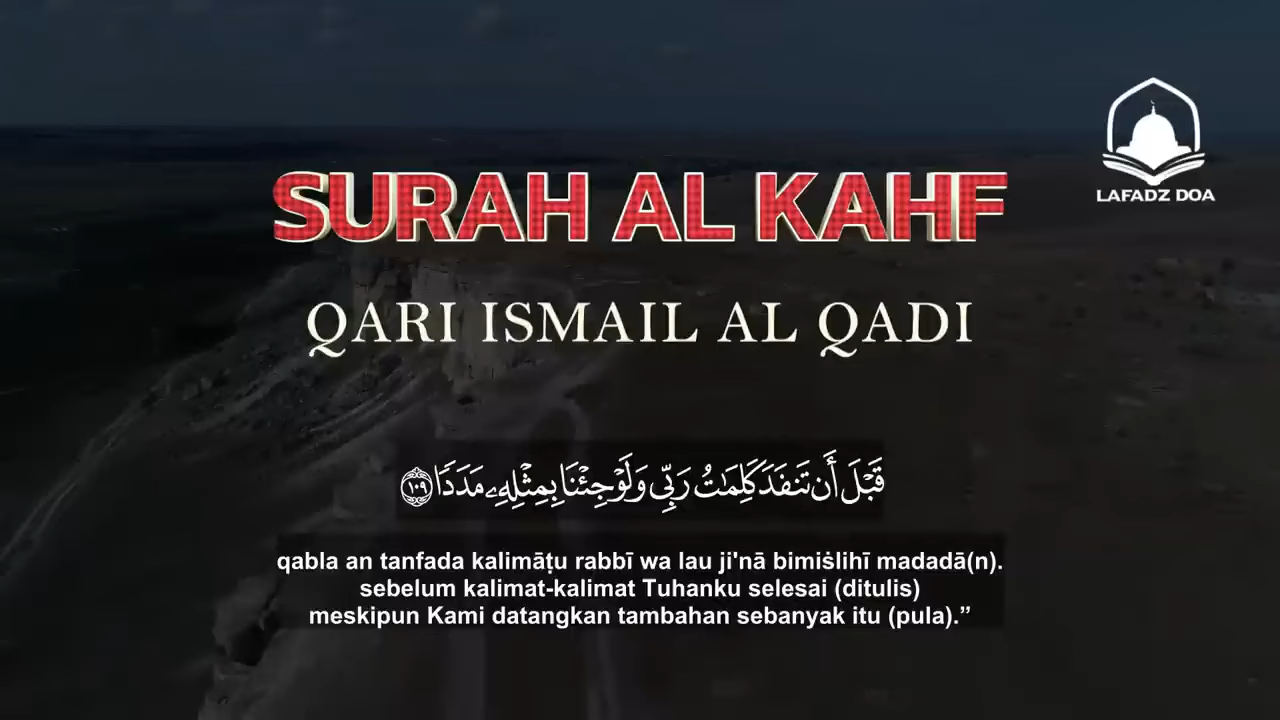 LAFADZ DOA
SURAH AL KAHF
QARI ISMAIL AL QADI
قَبْلَ أَن تَنفَدَ كَلِمَـٰتُ رَبِّى وَلَوْ جِئْنَا بِمِثْلِهِۦ مَدَدًا ١٠٩
qabla an tanfada kalimāṭu rabbī wa lau ji'nā bimiṡlihī madadā(n).
sebelum kalimat-kalimat Tuhanku selesai (ditulis)
meskipun Kami datangkan tambahan sebanyak itu (pula).”